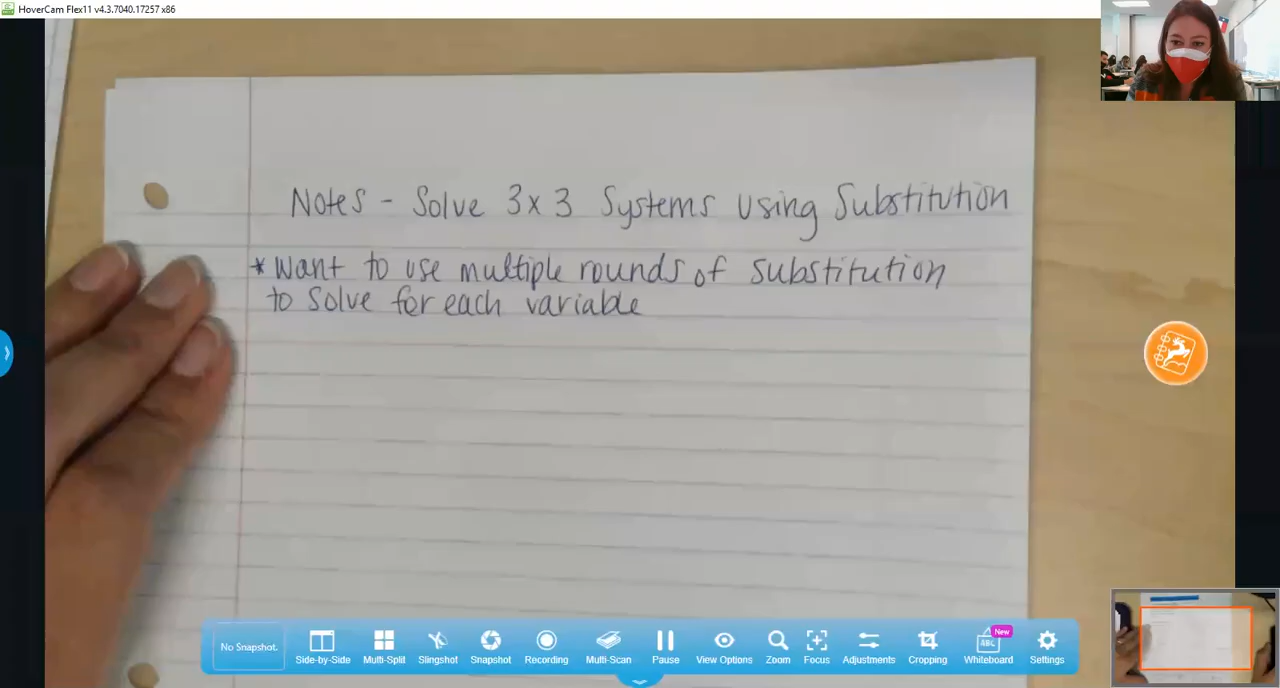 HoverCam Flex11 v4.3.7040.17257 x86
Notes - Solve 3x3 Systems Using Substitution
* Want to use multiple rounds of substitution
to solve for each variable
No Snapshot.
Side-by-Side
Multi-Split
Slingshot
Snapshot
Recording
Multi-Scan
Pause
View Options
Zoom
Focus
Adjustments
Cropping
ABC
New
Whiteboard
Settings